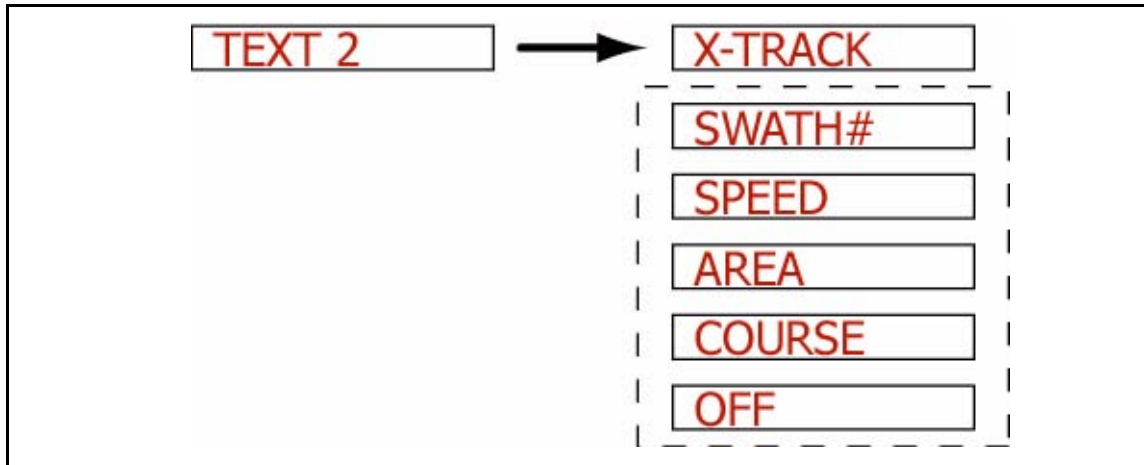 TEXT 2
X-TRACK
SWATH#
SPEED
AREA
COURSE
OFF